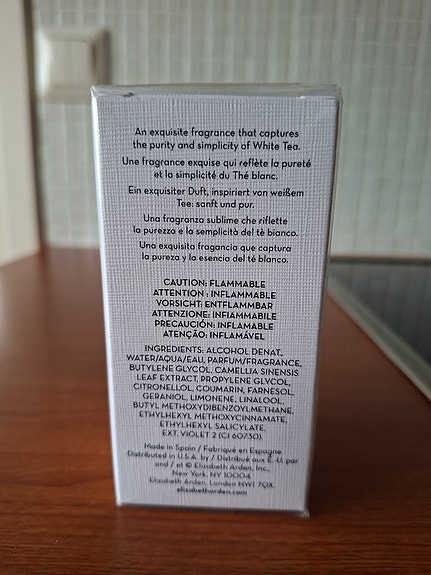 An exquisite fragrance that captures
the purity and simplicity of White Tea.
Une fragrance exquise qui reflète la pureté
et la simplicité du Thé blanc.
Ein exquisiter Duft, inspiriert von weißem
Tee: sanft und pur.
Una fragranza sublime che riflette
la purezza e la semplicità del tè bianco.
Una exquisita fragancia que captura
la pureza y la esencia del té blanco.
CAUTION: FLAMMABLE
ATTENTION : INFLAMMABLE
VORSICHT: ENTFLAMMBAR
ATTENZIONE: INFIAMMABILE
PRECAUCIÓN: INFLAMABLE
ATENÇÃO: INFLAMÁVEL
INGREDIENTS: ALCOHOL DENAT.,
WATER/AQUA/EAU, PARFUM/FRAGRANCE,
BUTYLENE GLYCOL, CAMELLIA SINENSIS
LEAF EXTRACT, PROPYLENE GLYCOL,
CITRONELLOL, COUMARIN, FARNESOL,
GERANIOL, LIMONENE, LINALOOL,
BUTYL METHOXYDIBENZOYLMETHANE,
ETHYLHEXYL METHOXYCINNAMATE,
ETHYLHEXYL SALICYLATE,
EXT. VIOLET 2 (CI 60730).
Made in Spain / Fabriqué en Espagne
Distributed in U.S.A. by / Distribué aux É.-U. par
and / et © Elizabeth Arden, Inc.,
New York, NY 10004
Elizabeth Arden, London NW1 7QX.
elizabetharden.com